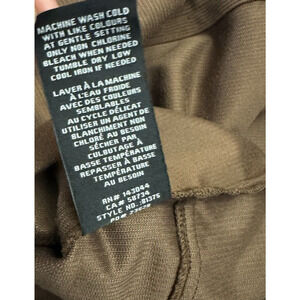 MACHINE WASH COLD
WITH LIKE COLOURS
AT GENTLE SETTING
ONLY NON CHLORINE
BLEACH WHEN NEEDED
TUMBLE DRY LOW
COOL IRON IF NEEDED
LAVER À LA MACHINE
À L'EAU FROIDE
AVEC DES COULEURS
SEMBLABLES
AU CYCLE DÉLICAT
UTILISER UN AGENT DE
BLANCHIMENT NON
CHLORÉ AU BESOIN
SÉCHER PAR
CULBUTAGE À
BASSE TEMPÉRATURE
REPASSER À BASSE
TEMPÉRATURE
AU BESOIN
RN# 143044
CA# 58734
STYLE NO.:81375